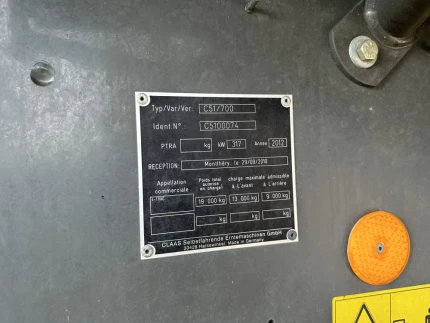 Typ/Var/Ver: C51/700
Ident.N° C5100074
PTRA kg kW 317 Année 2012
RECEPTION: Montlhéry, le 20/09/2010
Appellation commerciale
Poids total autorisé en charge
charge maximale admissible
à l'avant à l'arrière
16 000 kg 13 000 kg 9 000 kg
kg kg kg
CLAAS Selbstfahrende Erntemaschinen GmbH
33428 Harsewinkel Made in Germany